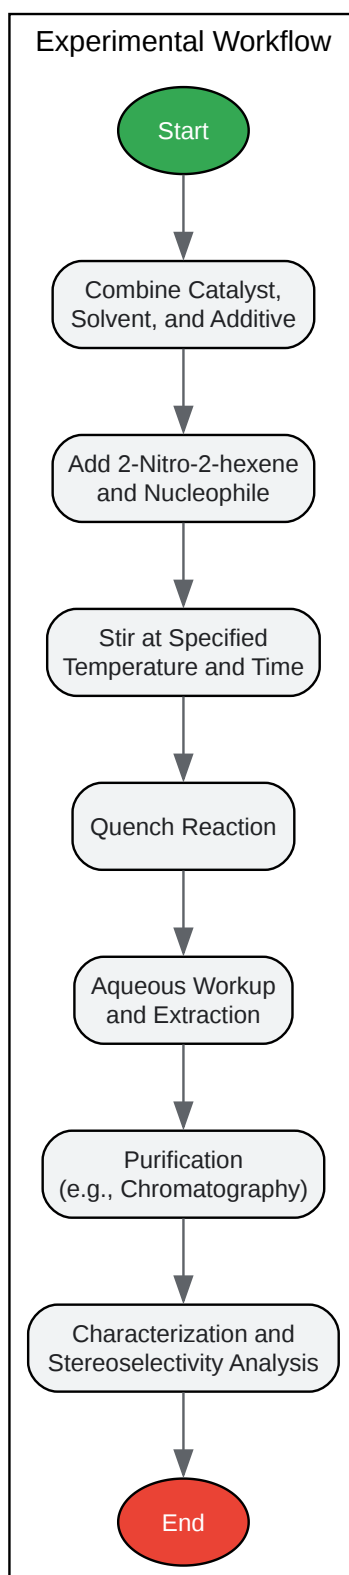 Experimental Workflow
Start
Combine Catalyst,
Solvent, and Additive
Add 2-Nitro-2-hexene
and Nucleophile
Stir at Specified
Temperature and Time
Quench Reaction
Aqueous Workup
and Extraction
Purification
(e.g., Chromatography)
Characterization and
Stereoselectivity Analysis
End